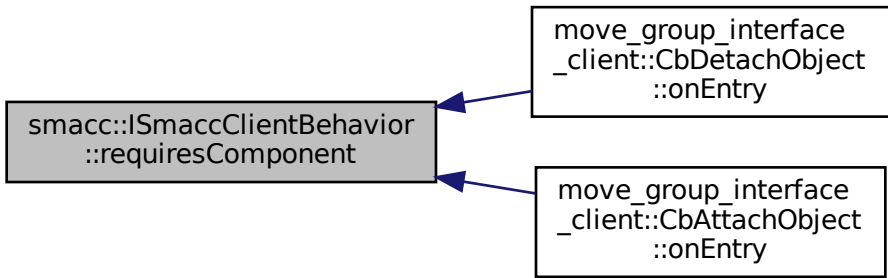 smacc::ISmaccClientBehavior
::requiresComponent
move_group_interface
_client::CbDetachObject
::onEntry
move_group_interface
_client::CbAttachObject
::onEntry